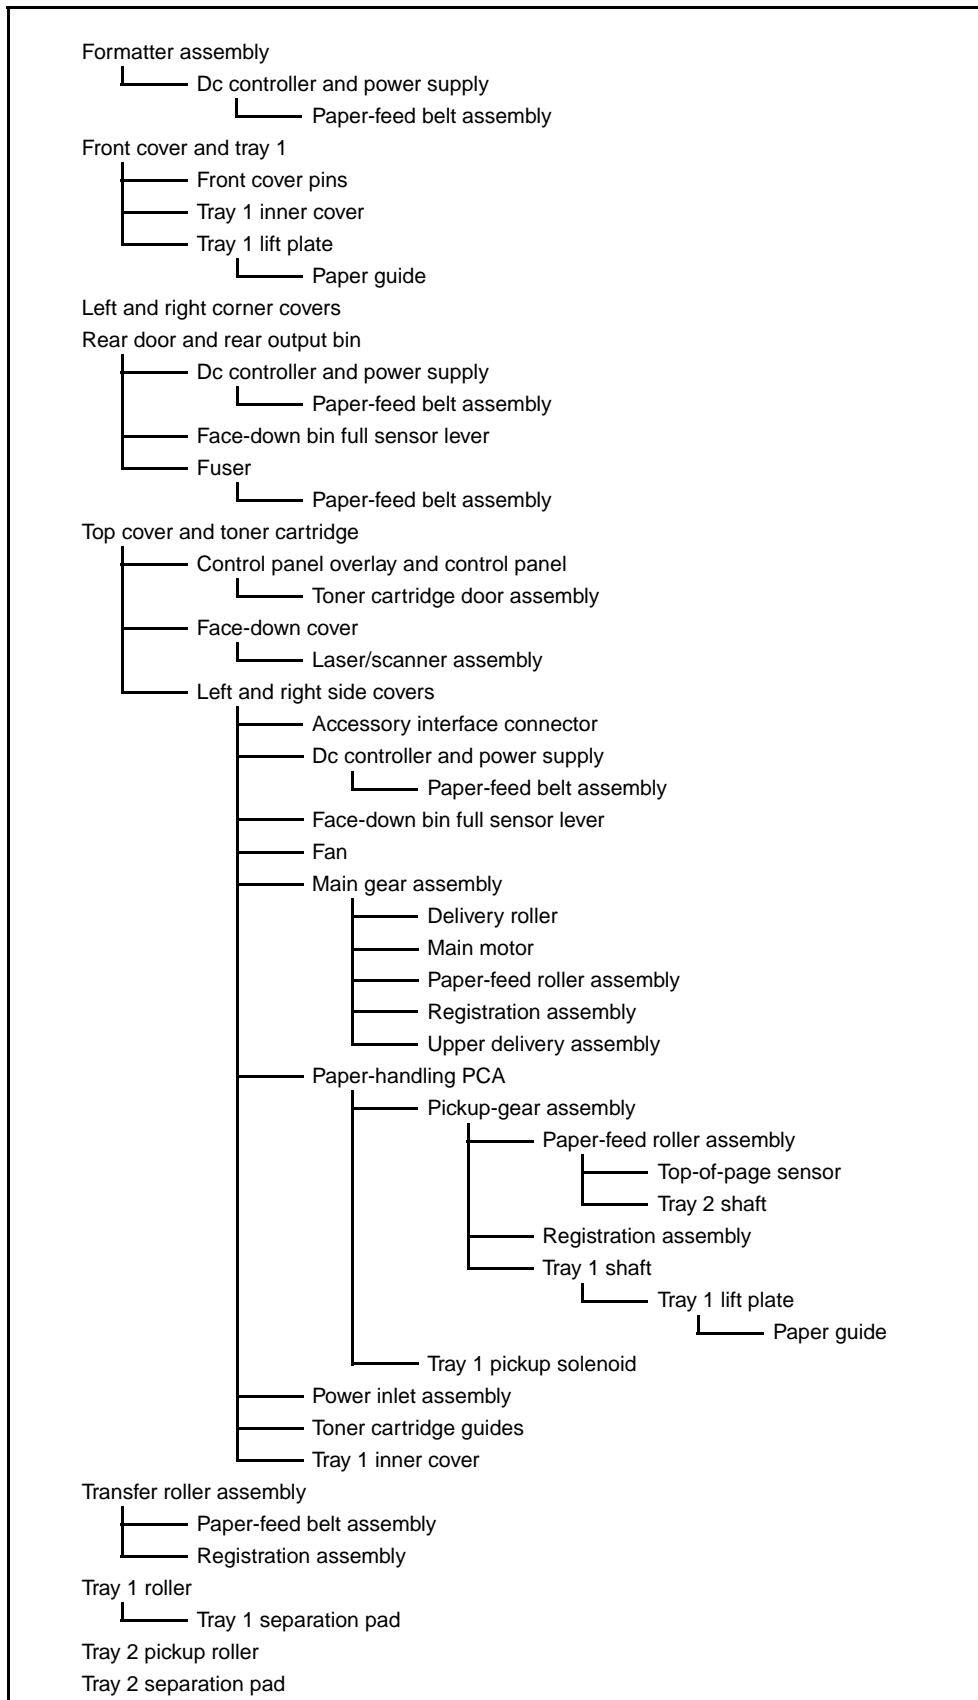 Formatter assembly
Dc controller and power supply
Paper-feed belt assembly
Front cover and tray 1
Front cover pins
Tray 1 inner cover
Tray 1 lift plate
Paper guide
Left and right corner covers
Rear door and rear output bin
Dc controller and power supply
Paper-feed belt assembly
Face-down bin full sensor lever
Fuser
Paper-feed belt assembly
Top cover and toner cartridge
Control panel overlay and control panel
Toner cartridge door assembly
Face-down cover
Laser/scanner assembly
Left and right side covers
Accessory interface connector
Dc controller and power supply
Paper-feed belt assembly
Face-down bin full sensor lever
Fan
Main gear assembly
Delivery roller
Main motor
Paper-feed roller assembly
Registration assembly
Upper delivery assembly
Paper-handling PCA
Pickup-gear assembly
Paper-feed roller assembly
Top-of-page sensor
Tray 2 shaft
Registration assembly
Tray 1 shaft
Tray 1 lift plate
Paper guide
Tray 1 pickup solenoid
Power inlet assembly
Toner cartridge guides
Tray 1 inner cover
Transfer roller assembly
Paper-feed belt assembly
Registration assembly
Tray 1 roller
Tray 1 separation pad
Tray 2 pickup roller
Tray 2 separation pad